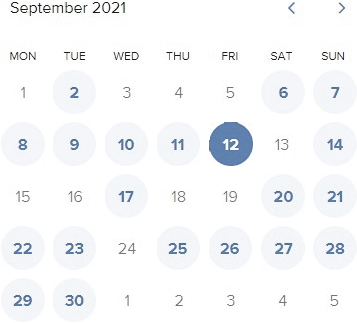 September 2021
MON TUE WED THU FRI SAT SUN
1 2 3 4 5 6 7
8 9 10 11 12 13 14
15 16 17 18 19 20 21
22 23 24 25 26 27 28
29 30 1 2 3 4 5